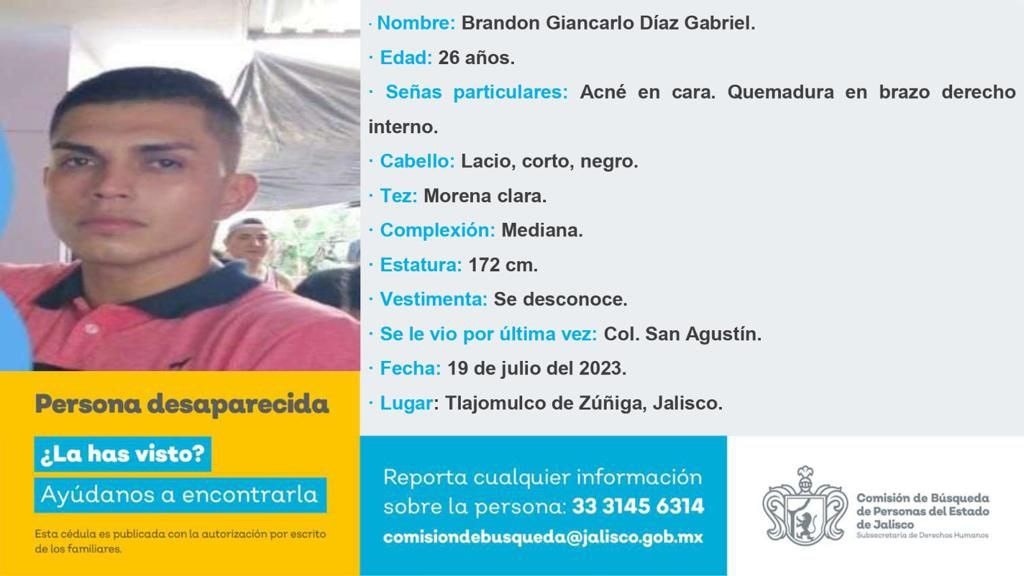 · Nombre: Brandon Giancarlo Díaz Gabriel.
· Edad: 26 años.
· Señas particulares: Acné en cara. Quemadura en brazo derecho
interno.
· Cabello: Lacio, corto, negro.
· Tez: Morena clara.
· Complexión: Mediana.
· Estatura: 172 cm.
· Vestimenta: Se desconoce.
· Se le vio por última vez: Col. San Agustín.
· Fecha: 19 de julio del 2023.
· Lugar: Tlajomulco de Zúñiga, Jalisco.
Persona desaparecida
¿La has visto?
Ayúdanos a encontrarla
Esta cédula es publicada con la autorización por escrito
de los familiares.
Reporta cualquier información
sobre la persona: 33 3145 6314
comisiondebusqueda@jalisco.gob.mx
Comisión de Búsqueda
de Personas del Estado
de Jalisco
Subsecretaría de Derechos Humanos